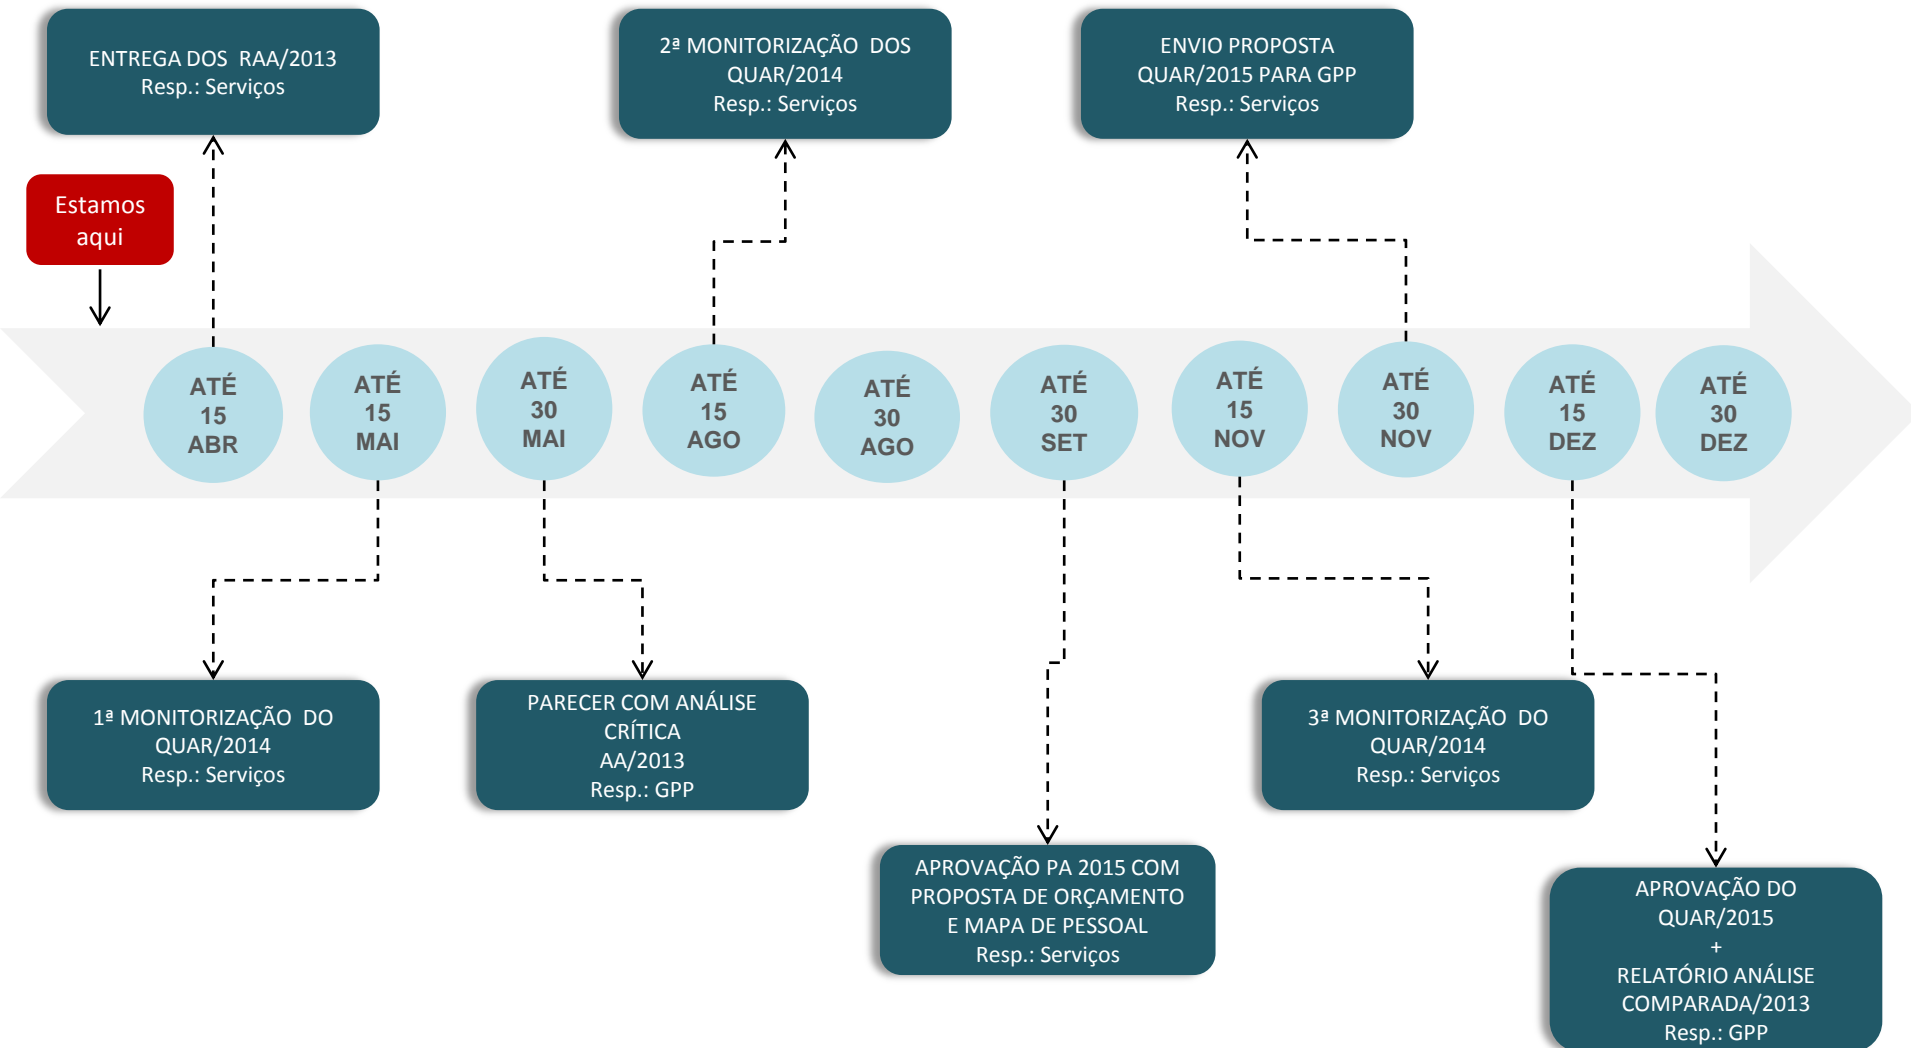 ENTREGA DOS RAA/2013
Resp.: Serviços
2ª MONITORIZAÇÃO DOS
QUAR/2014
Resp.: Serviços
ENVIO PROPOSTA
QUAR/2015 PARA GPP
Resp.: Serviços
Estamos
aqui
ATÉ
15
ABR
ATÉ
15
MAI
ATÉ
30
MAI
ATÉ
15
AGO
ATÉ
30
AGO
ATÉ
30
SET
ATÉ
15
NOV
ATÉ
30
NOV
ATÉ
15
DEZ
ATÉ
30
DEZ
1ª MONITORIZAÇÃO DO
QUAR/2014
Resp.: Serviços
PARECER COM ANÁLISE
CRÍTICA
AA/2013
Resp.: GPP
3ª MONITORIZAÇÃO DO
QUAR/2014
Resp.: Serviços
APROVAÇÃO PA 2015 COM
PROPOSTA DE ORÇAMENTO
E MAPA DE PESSOAL
Resp.: Serviços
APROVAÇÃO DO
QUAR/2015
+
RELATÓRIO ANÁLISE
COMPARADA/2013
Resp.: GPP